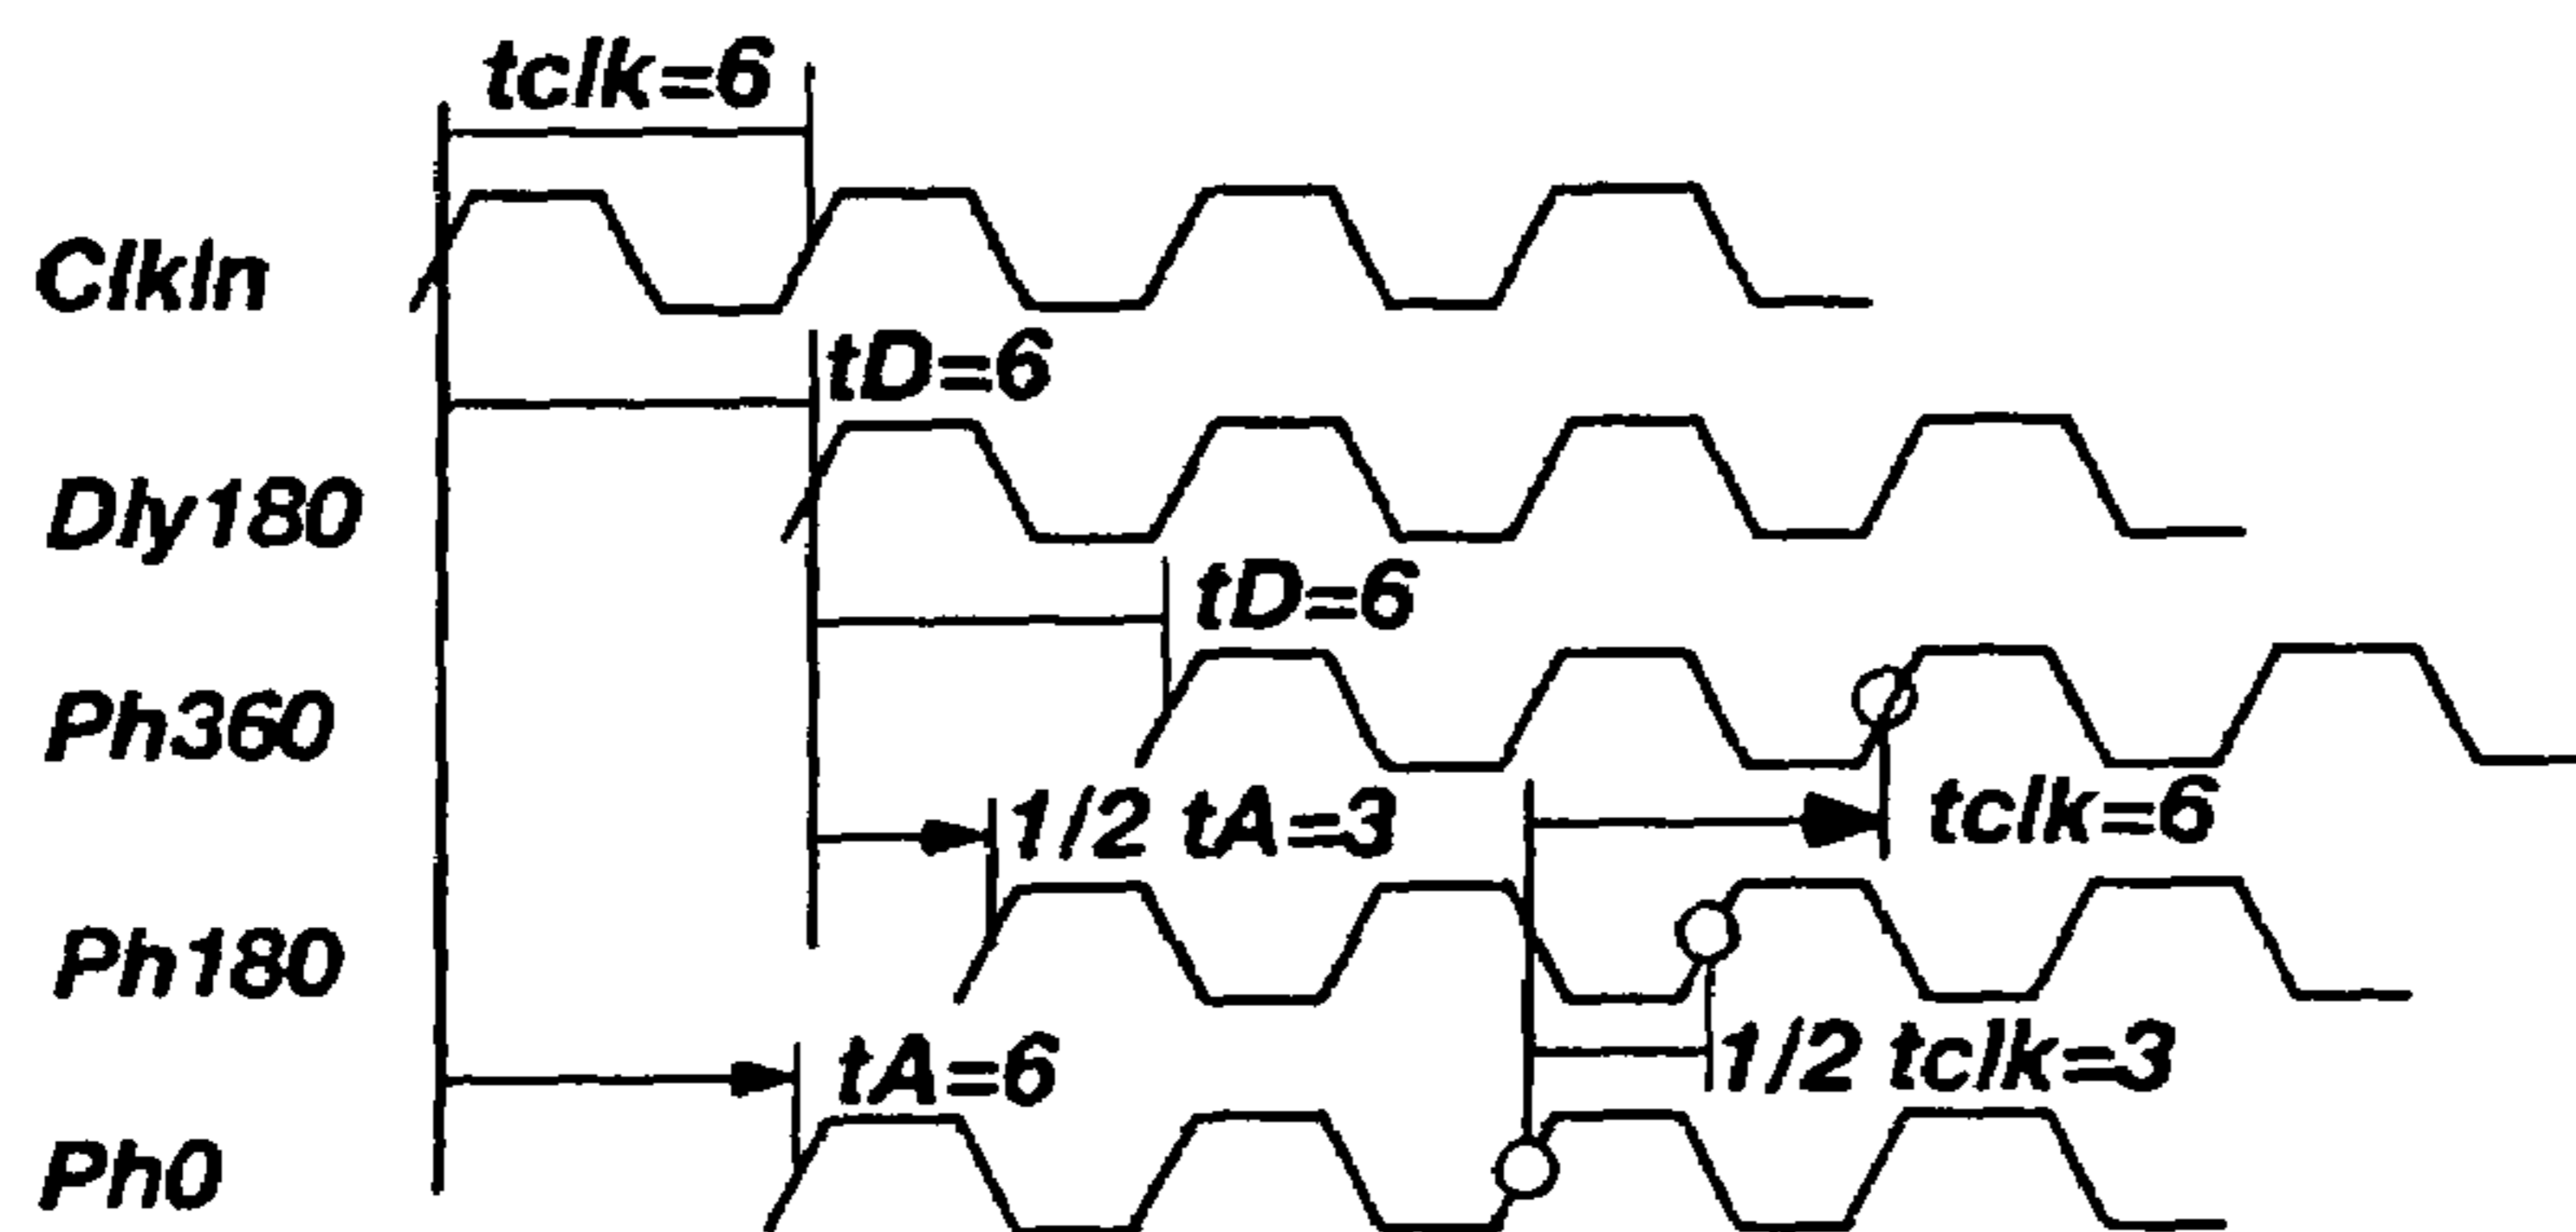 tclk=6
ClkIn
tD=6
Dly180
tD=6
Ph360
1/2 tA=3
tclk=6
Ph180
tA=6
1/2 tclk=3
Ph0